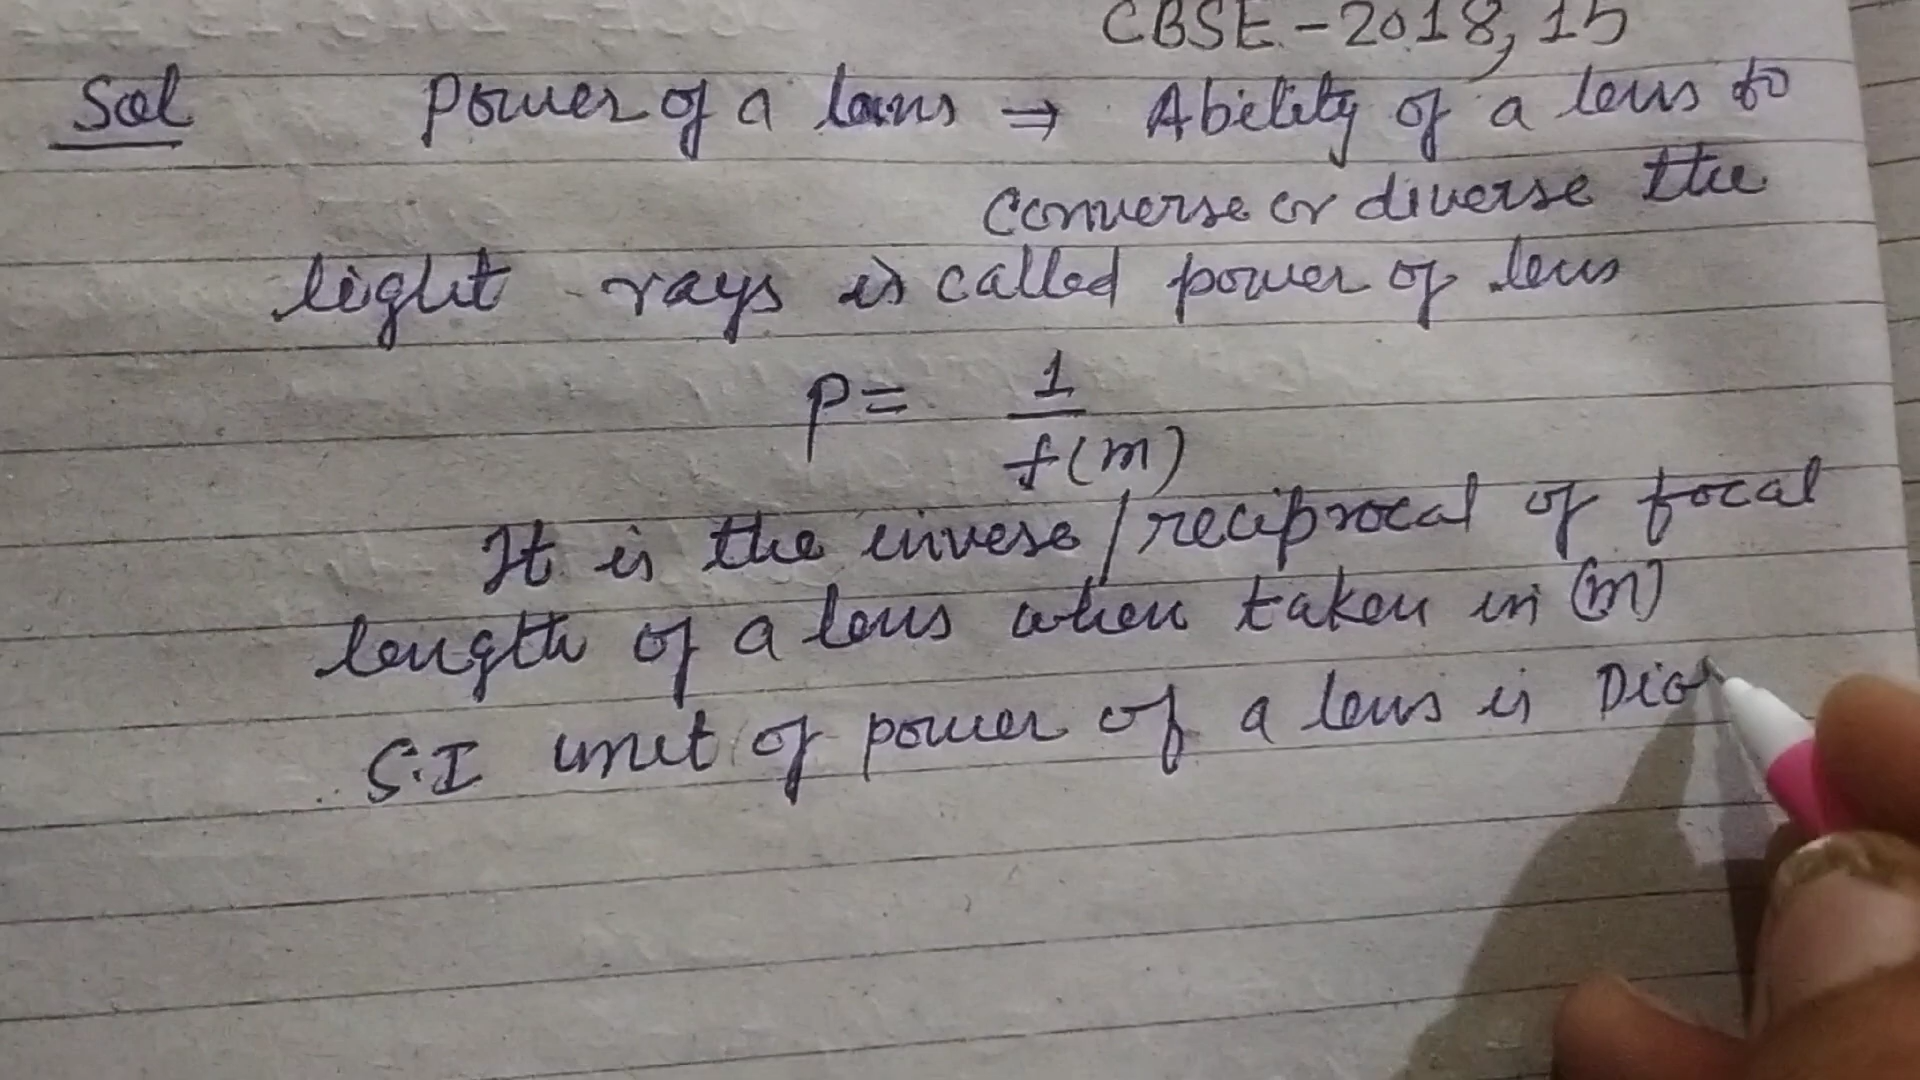 CBSE - 2018, 15
Sol Power of a lens ⇒ Ability of a lens to
converse or diverse the
light rays is called power of lens
P = 1
f(m)
It is the invese / reciprocal of focal
length of a lens when taken in (m)
S.I unit of power of a lens is Dio